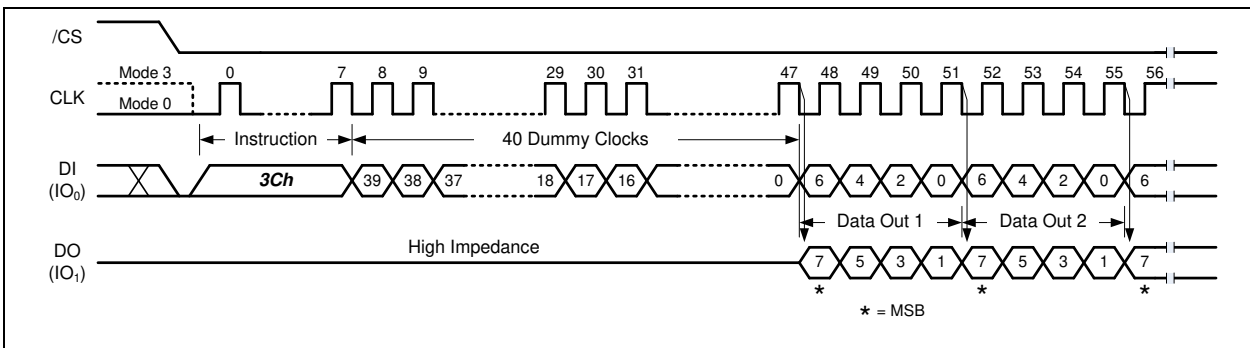 /CS
Mode 3 0 7 8 9 29 30 31 47 48 49 50 51 52 53 54 55 56
CLK
Mode 0
Instruction 40 Dummy Clocks
DI
(IO₀)
3Ch 39 38 37 18 17 16 0 6 4 2 0 6 4 2 0 6
Data Out 1 Data Out 2
DO
(IO₁)
High Impedance
7 5 3 1 7 5 3 1 7
* * *
* = MSB